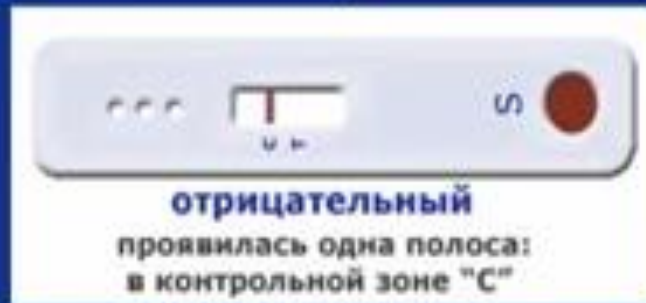 C T
S
отрицательный
проявилась одна полоса:
в контрольной зоне "С"